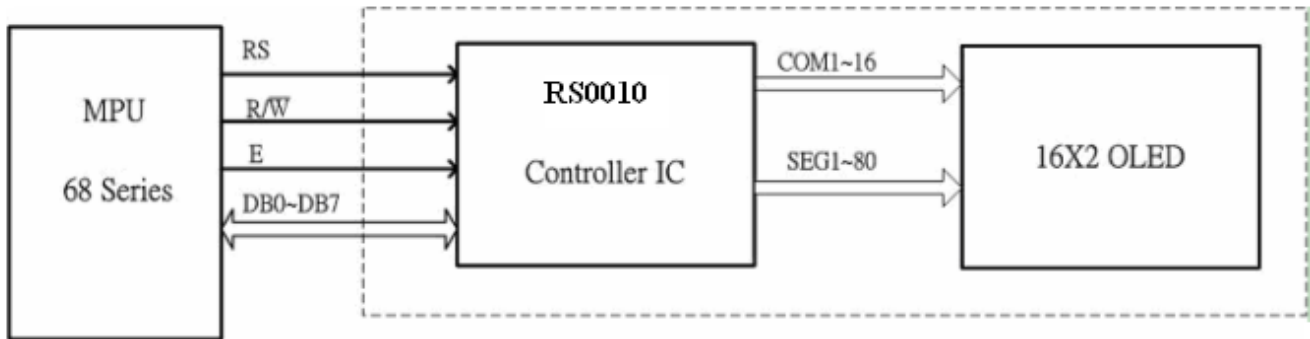 MPU
68 Series
RS
R/W̅
E
DB0~DB7
RS0010
Controller IC
COM1~16
SEG1~80
16X2 OLED